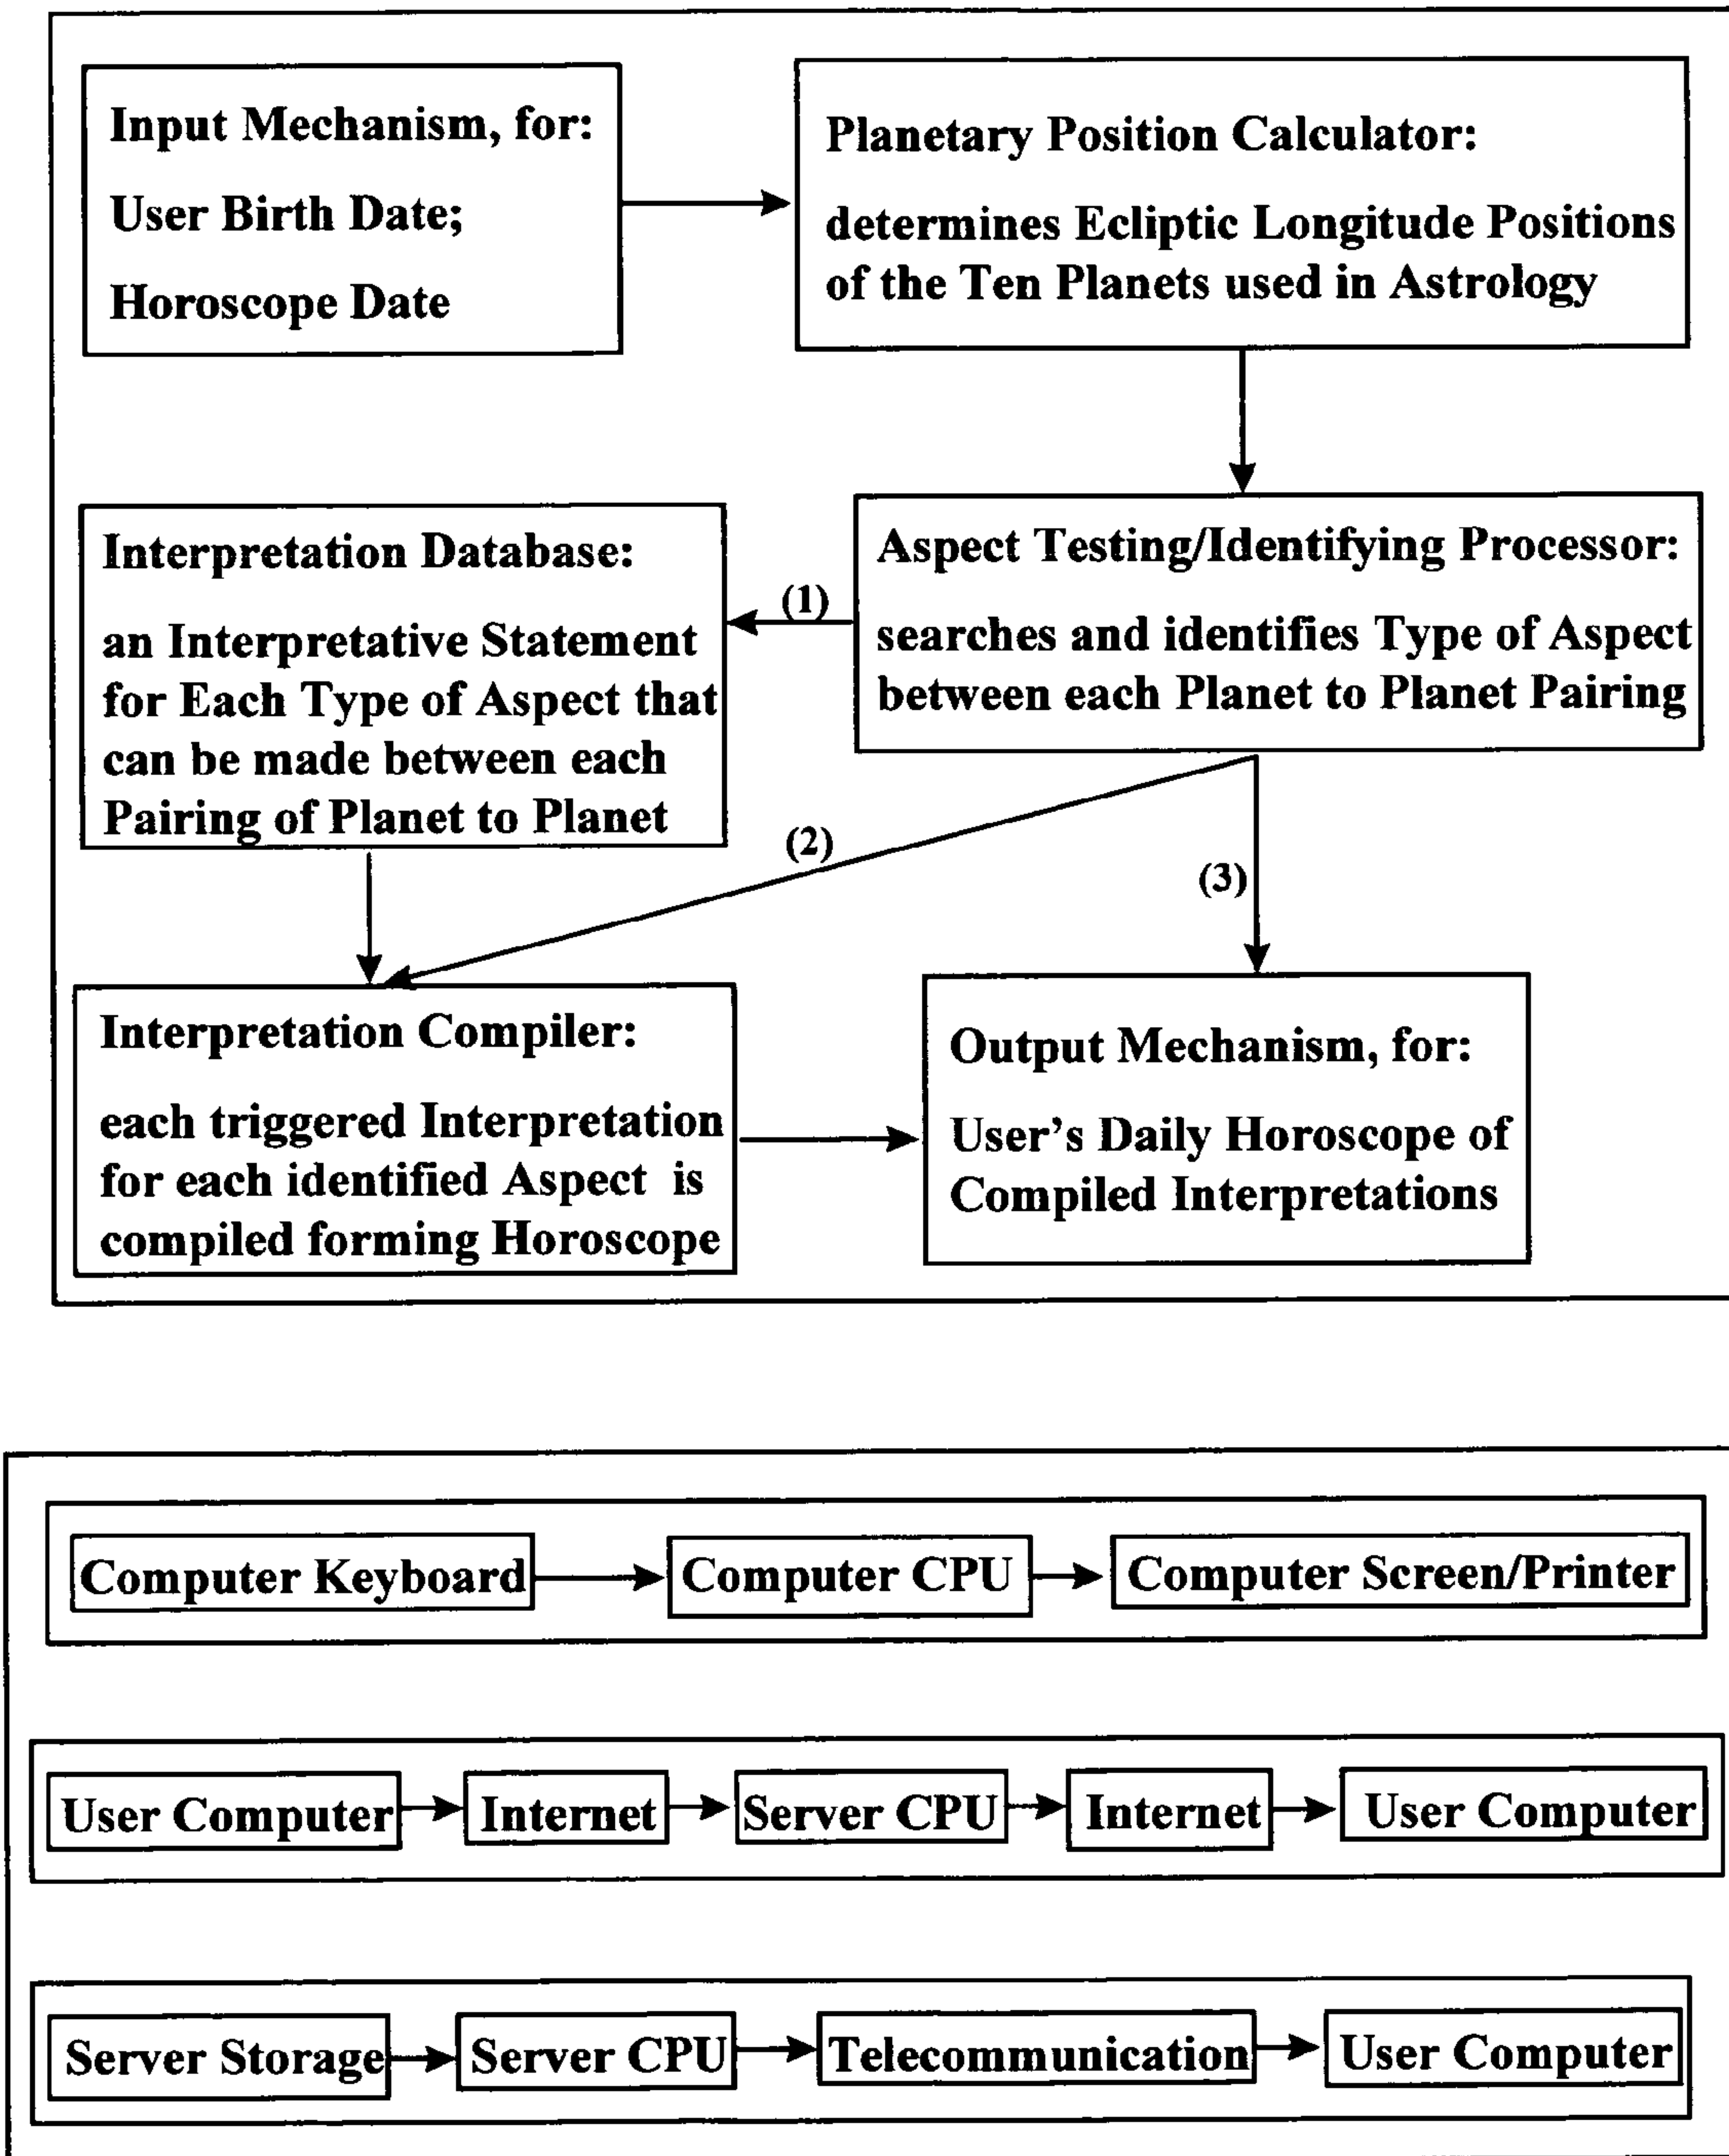 Input Mechanism, for:
User Birth Date;
Horoscope Date
Planetary Position Calculator:
determines Ecliptic Longitude Positions
of the Ten Planets used in Astrology
Interpretation Database:
an Interpretative Statement
for Each Type of Aspect that
can be made between each
Pairing of Planet to Planet
(1)
Aspect Testing/Identifying Processor:
searches and identifies Type of Aspect
between each Planet to Planet Pairing
(2)
(3)
Interpretation Compiler:
each triggered Interpretation
for each identified Aspect is
compiled forming Horoscope
Output Mechanism, for:
User's Daily Horoscope of
Compiled Interpretations
Computer Keyboard
Computer CPU
Computer Screen/Printer
User Computer
Internet
Server CPU
Internet
User Computer
Server Storage
Server CPU
Telecommunication
User Computer